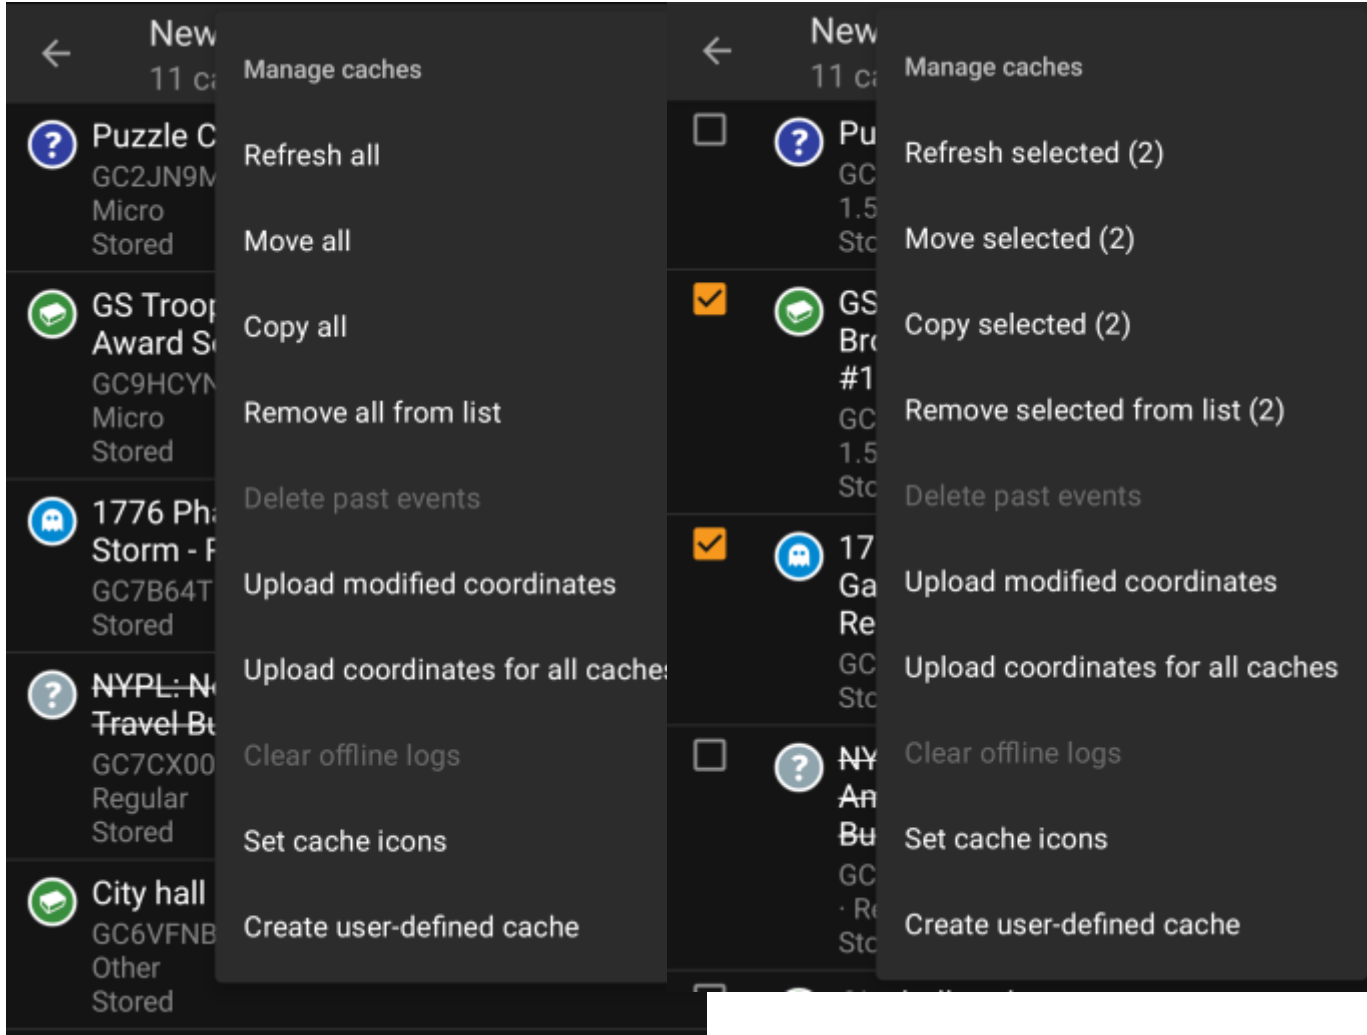 New
11 ca
Manage caches
Refresh all
Move all
Copy all
Remove all from list
Delete past events
Upload modified coordinates
Upload coordinates for all caches
Clear offline logs
Set cache icons
Create user-defined cache
Puzzle C
GC2JN9M
Micro
Stored
GS Troop
Award S
GC9HCYN
Micro
Stored
1776 Pha
Storm -
GC7B64T
Stored
NYPL: N
Travel Bu
GC7CX00
Regular
Stored
City hall
GC6VFNB
Other
Stored
New
11 ca
Manage caches
Refresh selected (2)
Move selected (2)
Copy selected (2)
Remove selected from list (2)
Delete past events
Upload modified coordinates
Upload coordinates for all caches
Clear offline logs
Set cache icons
Create user-defined cache
Pu
GC
1.5
Sto
GS
Bro
#1
GC
1.5
Sto
17
Ga
Re
GC
Sto
NY
Am
Bu
GC
· Re
Sto